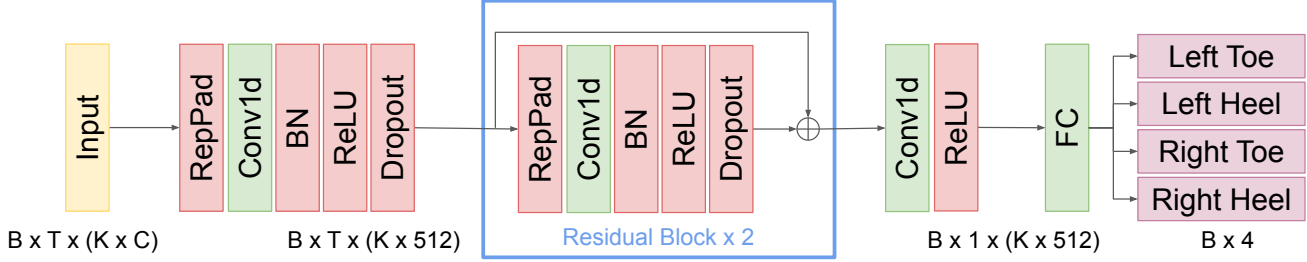 Input
RepPad
Conv1d
BN
ReLU
Dropout
RepPad
Conv1d
BN
ReLU
Dropout
Conv1d
ReLU
FC
Left Toe
Left Heel
Right Toe
Right Heel
B x T x (K x C)
B x T x (K x 512)
Residual Block x 2
B x 1 x (K x 512)
B x 4